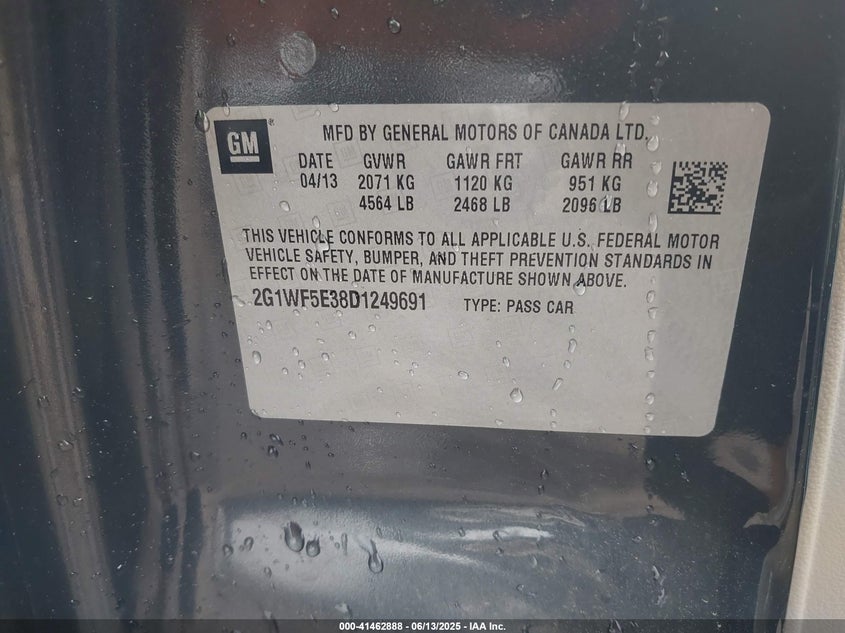 GM ®
MFD BY GENERAL MOTORS OF CANADA LTD.
DATE GVWR GAWR FRT GAWR RR
04/13 2071 KG 1120 KG 951 KG
4564 LB 2468 LB 2096 LB
THIS VEHICLE CONFORMS TO ALL APPLICABLE U.S. FEDERAL MOTOR
VEHICLE SAFETY, BUMPER, AND THEFT PREVENTION STANDARDS IN
EFFECT ON THE DATE OF MANUFACTURE SHOWN ABOVE.
2G1WF5E38D1249691 TYPE: PASS CAR
000-41462888 - 06/13/2025 - IAA Inc.